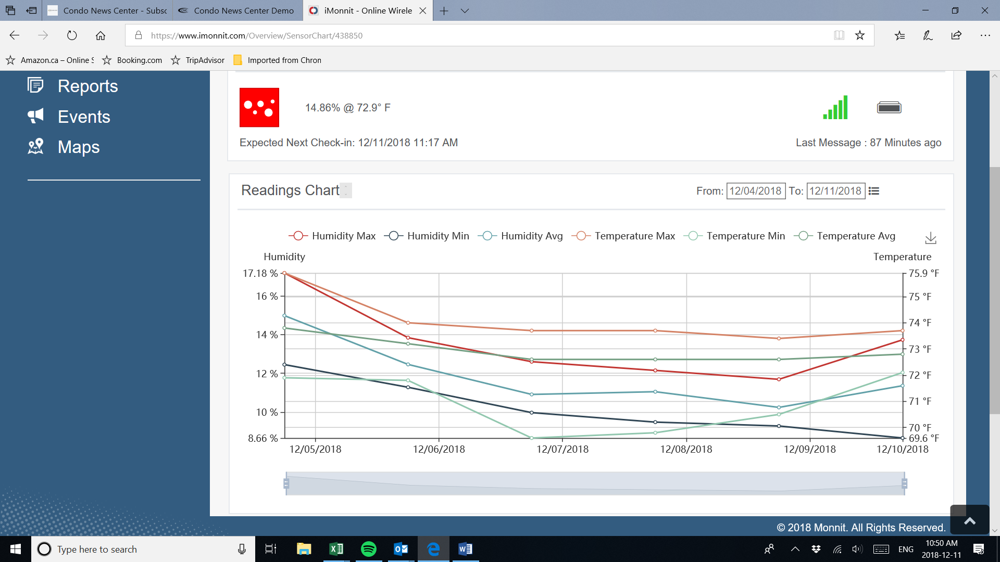 Condo News Center - Subsc
Condo News Center Demo
iMonnit - Online Wirele
https://www.imonnit.com/Overview/SensorChart/438850
Amazon.ca – Online S
Booking.com
TripAdvisor
Imported from Chron
Reports
Events
Maps
14.86% @ 72.9° F
Expected Next Check-in: 12/11/2018 11:17 AM
Last Message : 87 Minutes ago
Readings Chart
From: 12/04/2018 To: 12/11/2018
Humidity Max Humidity Min Humidity Avg Temperature Max Temperature Min Temperature Avg
Humidity
Temperature
17.18 %
75.9 °F
16 %
75 °F
74 °F
14 %
73 °F
12 %
72 °F
71 °F
10 %
70 °F
8.66 %
69.6 °F
12/05/2018 12/06/2018 12/07/2018 12/08/2018 12/09/2018 12/10/2018
© 2018 Monnit. All Rights Reserved.
Type here to search
ENG
10:50 AM
2018-12-11